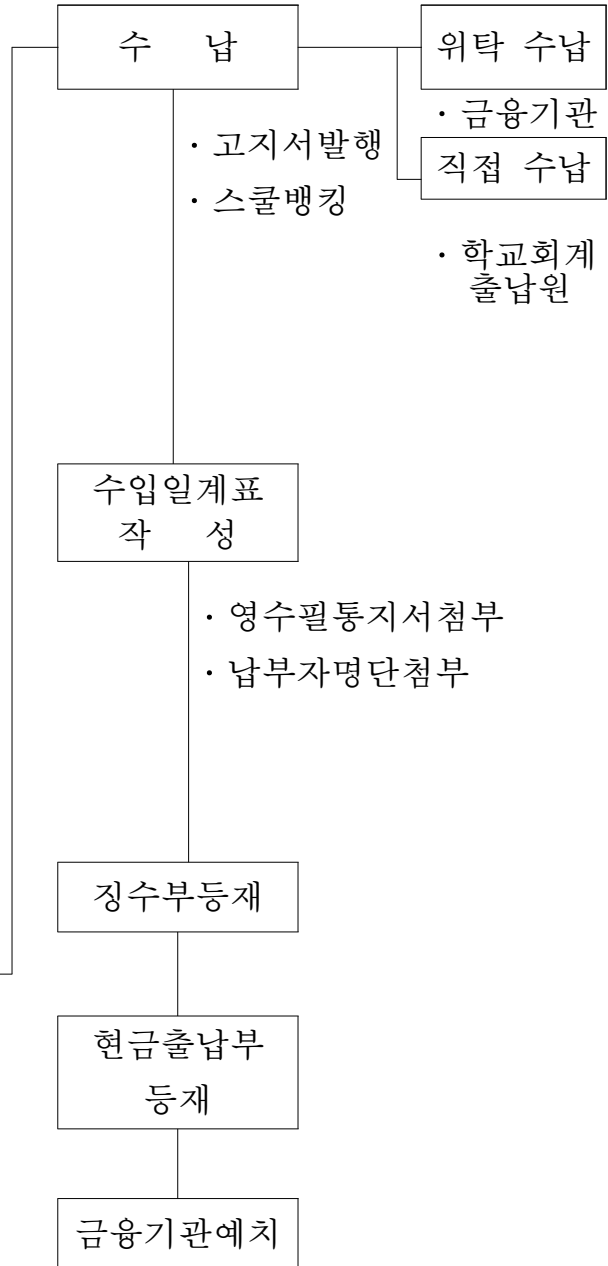 수 납
위탁 수납
· 금융기관
직접 수납
· 학교회계
출납원
· 고지서발행
· 스쿨뱅킹
수입일계표
작 성
· 영수필통지서첨부
· 납부자명단첨부
징수부등재
현금출납부
등재
금융기관예치